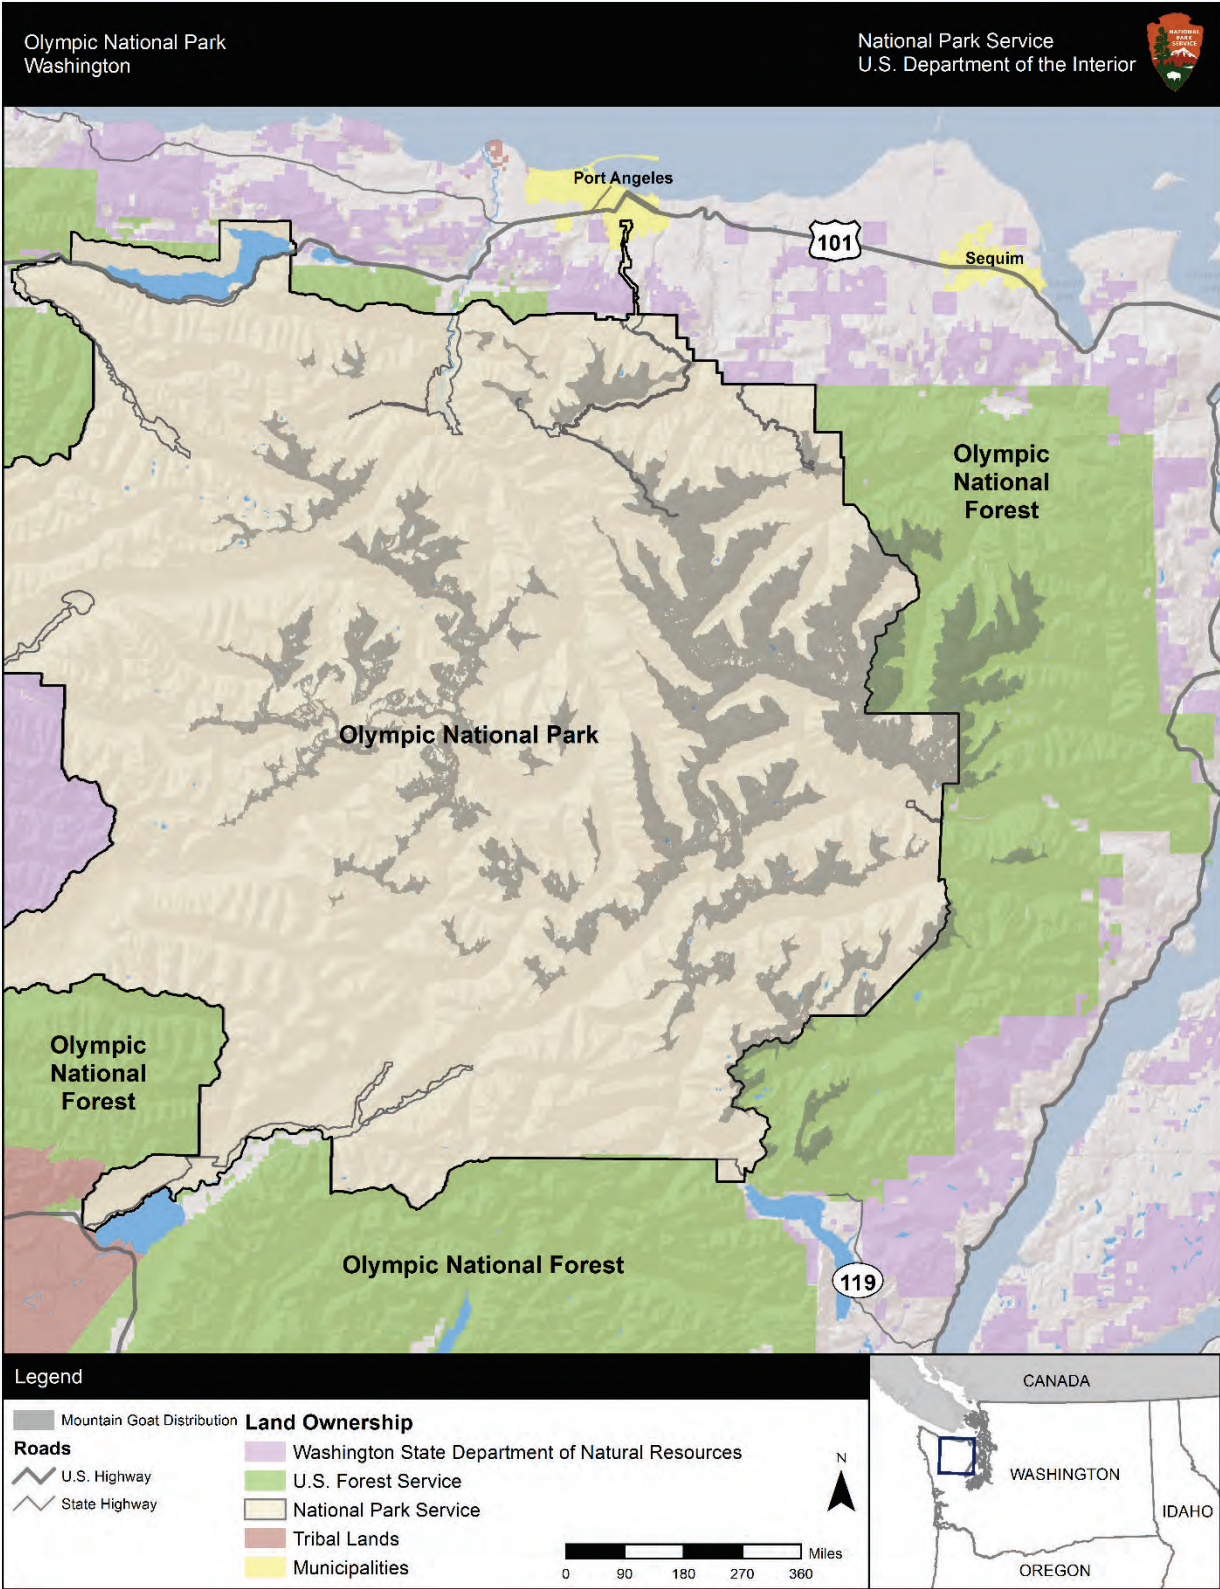 Olympic National Park
Washington
National Park Service
U.S. Department of the Interior
NATIONAL
PARK
SERVICE
Port Angeles
101
Sequim
Olympic
National
Forest
Olympic National Park
Olympic
National
Forest
Olympic National Forest
119
Legend
Mountain Goat Distribution
Roads
U.S. Highway
State Highway
Land Ownership
Washington State Department of Natural Resources
U.S. Forest Service
National Park Service
Tribal Lands
Municipalities
N
Miles
0 90 180 270 360
CANADA
WASHINGTON
IDAHO
OREGON